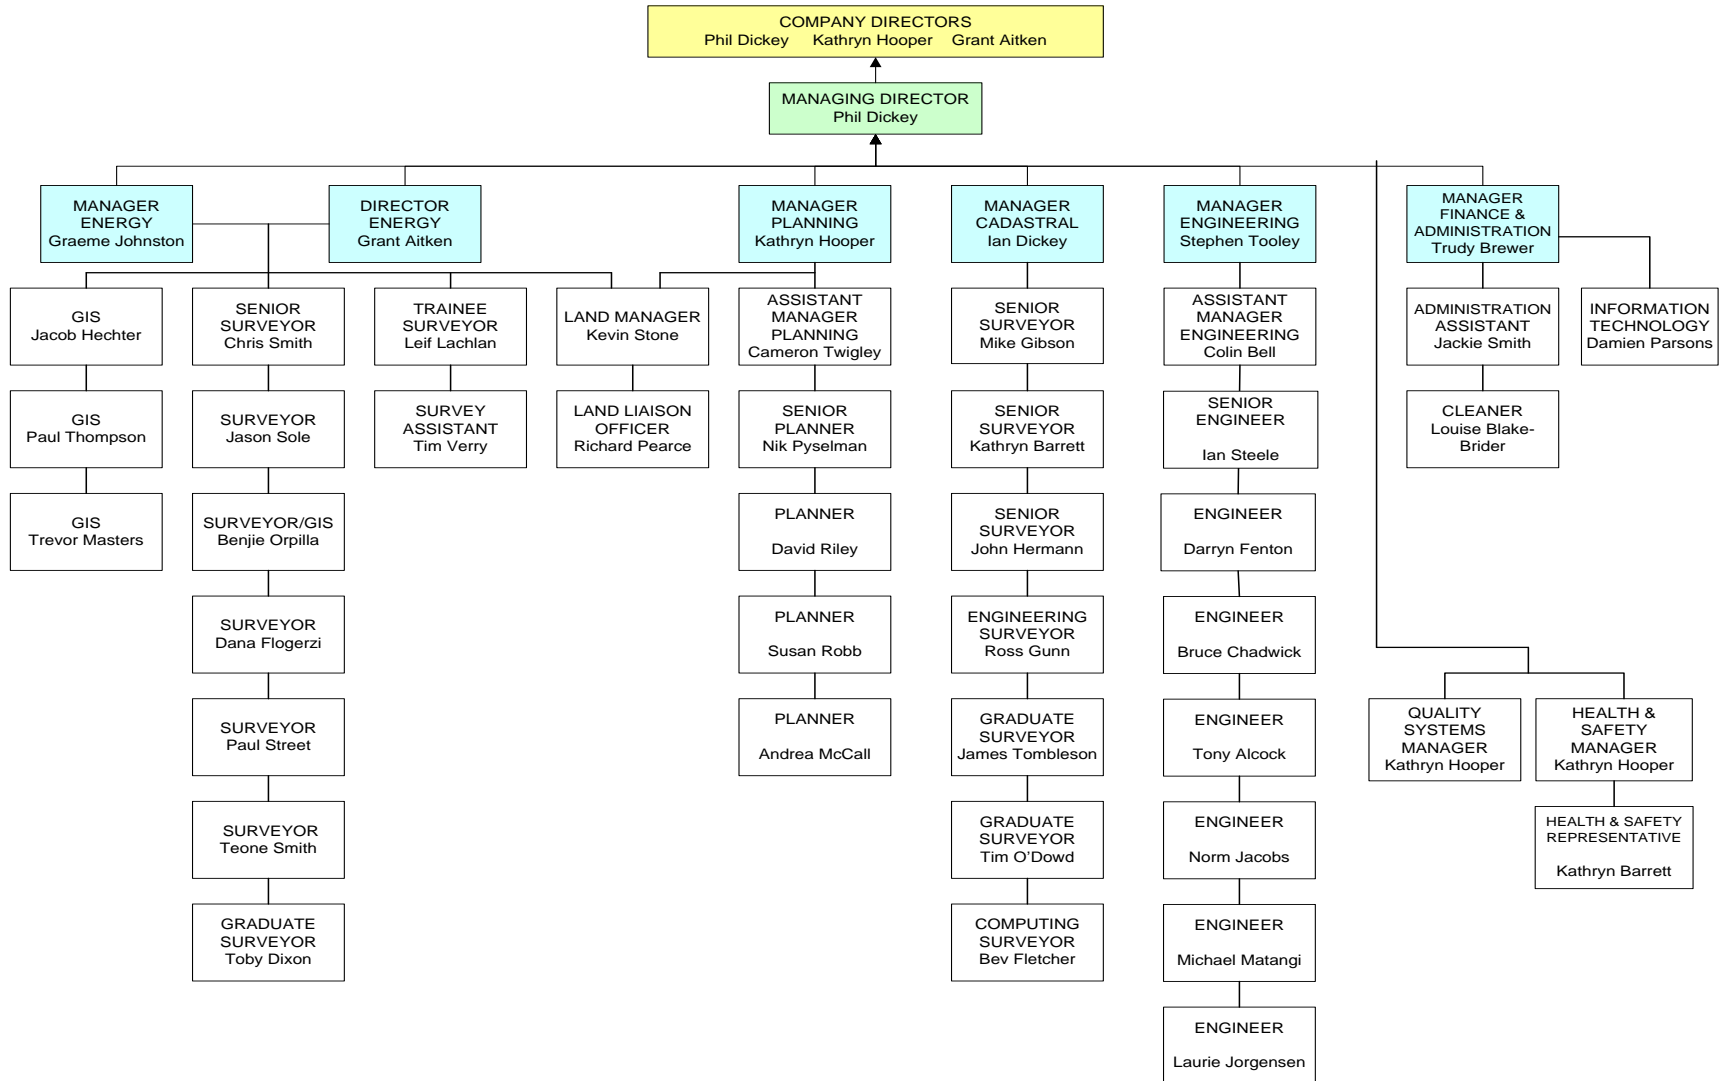 COMPANY DIRECTORS
Phil Dickey Kathryn Hooper Grant Aitken
MANAGING DIRECTOR
Phil Dickey
MANAGER
ENERGY
Graeme Johnston
DIRECTOR
ENERGY
Grant Aitken
MANAGER
PLANNING
Kathryn Hooper
MANAGER
CADASTRAL
Ian Dickey
MANAGER
ENGINEERING
Stephen Tooley
MANAGER
FINANCE &
ADMINISTRATION
Trudy Brewer
GIS
Jacob Hechter
SENIOR
SURVEYOR
Chris Smith
TRAINEE
SURVEYOR
Leif Lachlan
LAND MANAGER
Kevin Stone
ASSISTANT
MANAGER
PLANNING
Cameron Twigley
SENIOR
SURVEYOR
Mike Gibson
ASSISTANT
MANAGER
ENGINEERING
Colin Bell
ADMINISTRATION
ASSISTANT
Jackie Smith
INFORMATION
TECHNOLOGY
Damien Parsons
GIS
Paul Thompson
SURVEYOR
Jason Sole
SURVEY
ASSISTANT
Tim Verry
LAND LIAISON
OFFICER
Richard Pearce
SENIOR
PLANNER
Nik Pyselman
SENIOR
SURVEYOR
Kathryn Barrett
SENIOR
ENGINEER
Ian Steele
CLEANER
Louise Blake-
Brider
GIS
Trevor Masters
SURVEYOR/GIS
Benjie Orpilla
PLANNER
David Riley
SENIOR
SURVEYOR
John Hermann
ENGINEER
Darryn Fenton
SURVEYOR
Dana Flogerzi
PLANNER
Susan Robb
ENGINEERING
SURVEYOR
Ross Gunn
ENGINEER
Bruce Chadwick
SURVEYOR
Paul Street
PLANNER
Andrea McCall
GRADUATE
SURVEYOR
James Tombleson
ENGINEER
Tony Alcock
QUALITY
SYSTEMS
MANAGER
Kathryn Hooper
HEALTH &
SAFETY
MANAGER
Kathryn Hooper
SURVEYOR
Teone Smith
GRADUATE
SURVEYOR
Tim O'Dowd
ENGINEER
Norm Jacobs
HEALTH & SAFETY
REPRESENTATIVE
Kathryn Barrett
GRADUATE
SURVEYOR
Toby Dixon
COMPUTING
SURVEYOR
Bev Fletcher
ENGINEER
Michael Matangi
ENGINEER
Laurie Jorgensen